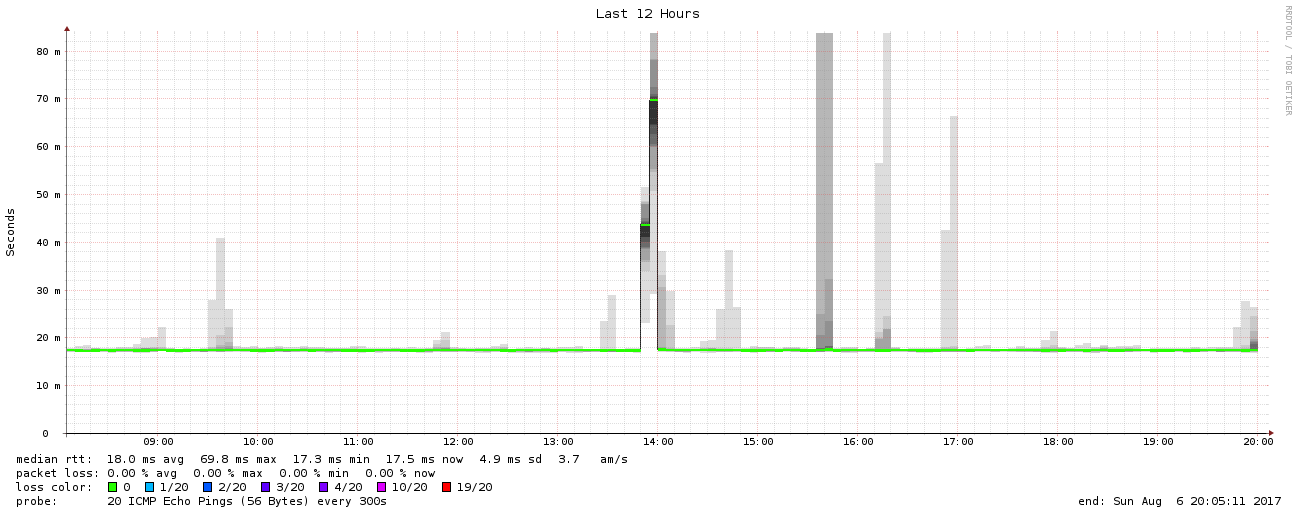 Last 12 Hours
RRDTOOL / TOBI OETIKER
Seconds
80 m
70 m
60 m
50 m
40 m
30 m
20 m
10 m
0
09:00 10:00 11:00 12:00 13:00 14:00 15:00 16:00 17:00 18:00 19:00 20:00
median rtt: 18.0 ms avg 69.8 ms max 17.3 ms min 17.5 ms now 4.9 ms sd 3.7 am/s
packet loss: 0.00 % avg 0.00 % max 0.00 % min 0.00 % now
loss color: 0 1/20 2/20 3/20 4/20 10/20 19/20
probe: 20 ICMP Echo Pings (56 Bytes) every 300s end: Sun Aug 6 20:05:11 2017